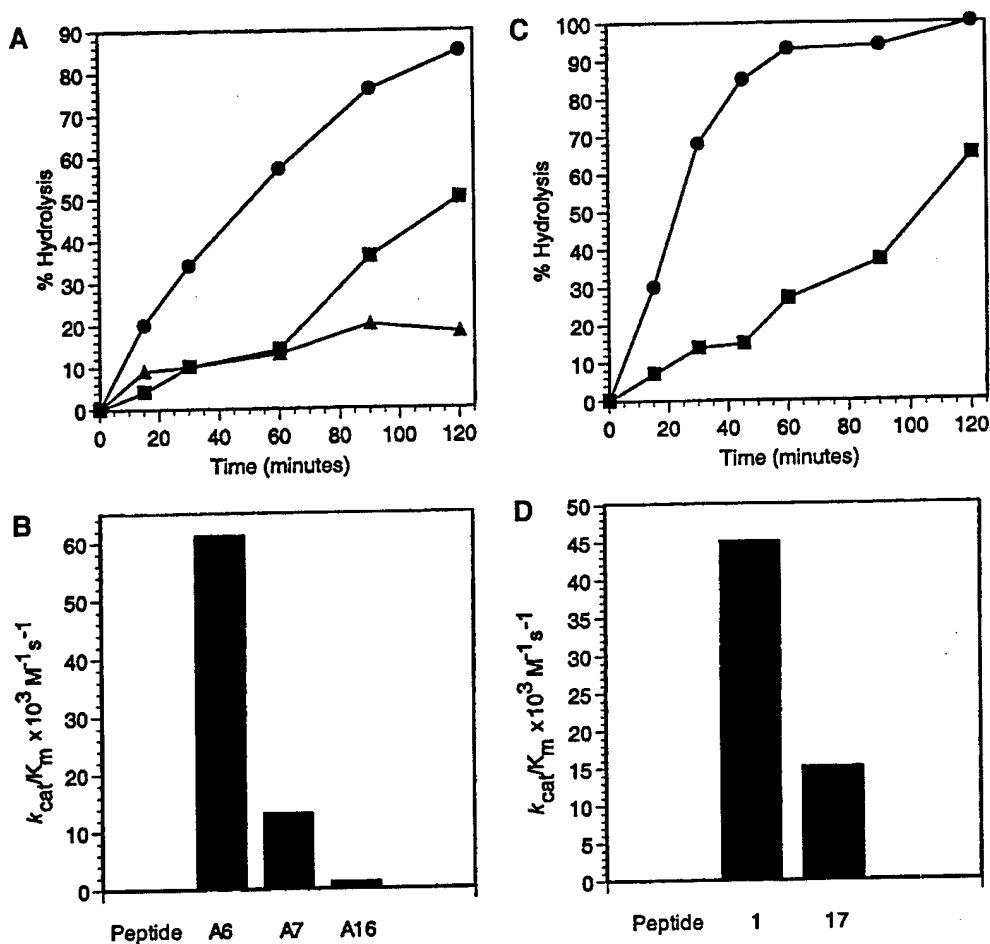 A
90
80
70
60
50
40
30
20
10
0
% Hydrolysis
0 20 40 60 80 100 120
Time (minutes)
C
100
90
80
70
60
50
40
30
20
10
0
% Hydrolysis
0 20 40 60 80 100 120
Time (minutes)
B
60
50
40
30
20
10
0
kcat/Km x10³ M⁻¹s⁻¹
Peptide A6 A7 A16
D
50
45
40
35
30
25
20
15
10
5
0
kcat/Km x10³ M⁻¹s⁻¹
Peptide 1 17